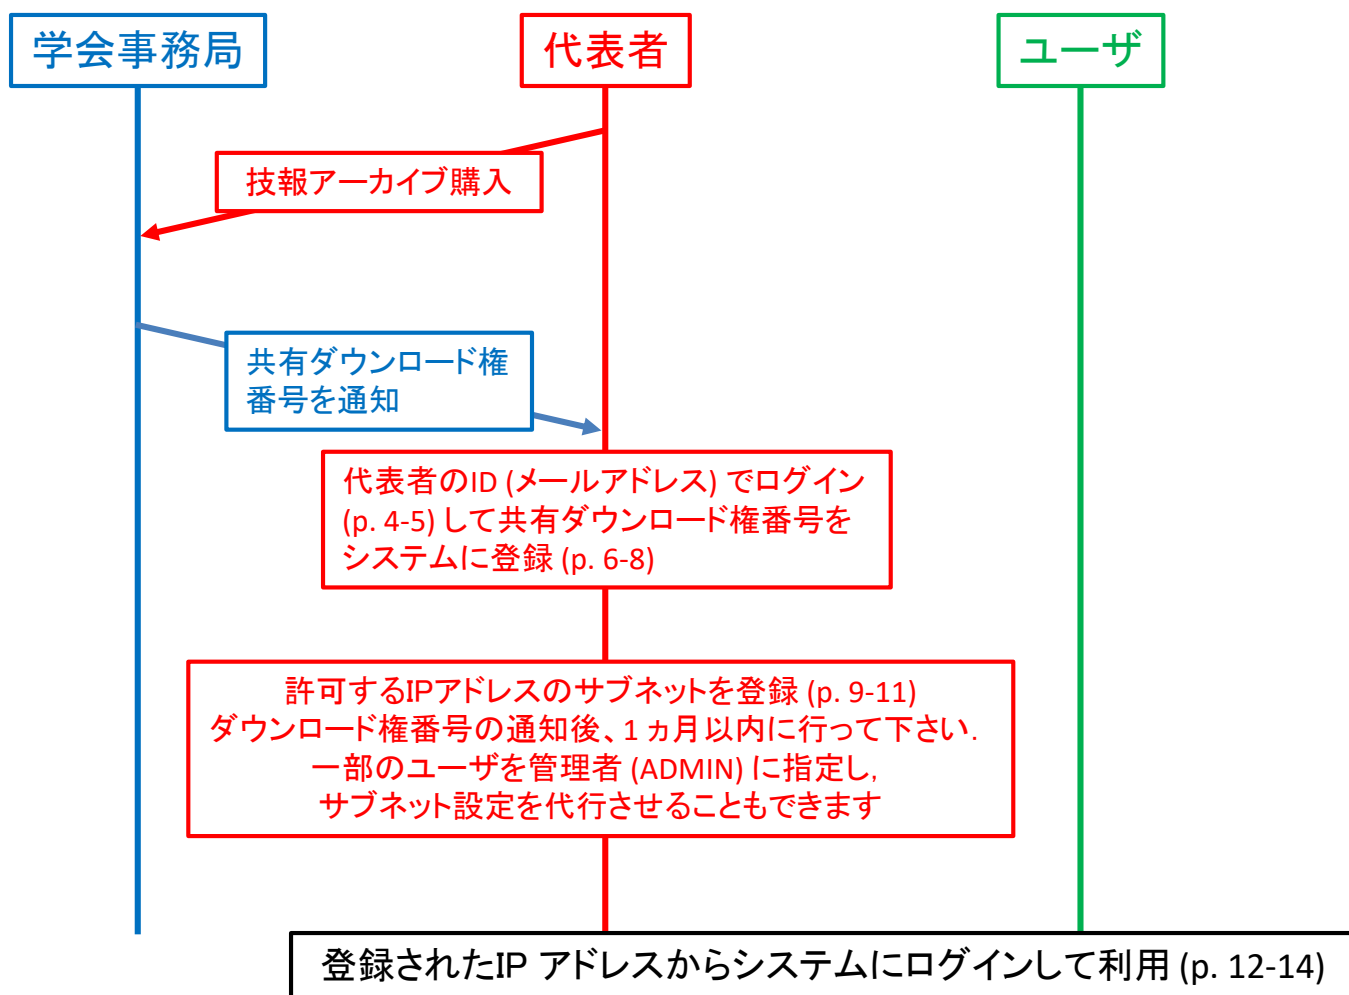 学会事務局
代表者
ユーザ
技報アーカイブ購入
共有ダウンロード権
番号を通知
代表者のID (メールアドレス) でログイン
(p. 4-5) して共有ダウンロード権番号を
システムに登録 (p. 6-8)
許可するIPアドレスのサブネットを登録 (p. 9-11)
ダウンロード権番号の通知後、1ヵ月以内に行って下さい.
一部のユーザを管理者 (ADMIN) に指定し,
サブネット設定を代行させることもできます
登録されたIP アドレスからシステムにログインして利用 (p. 12-14)